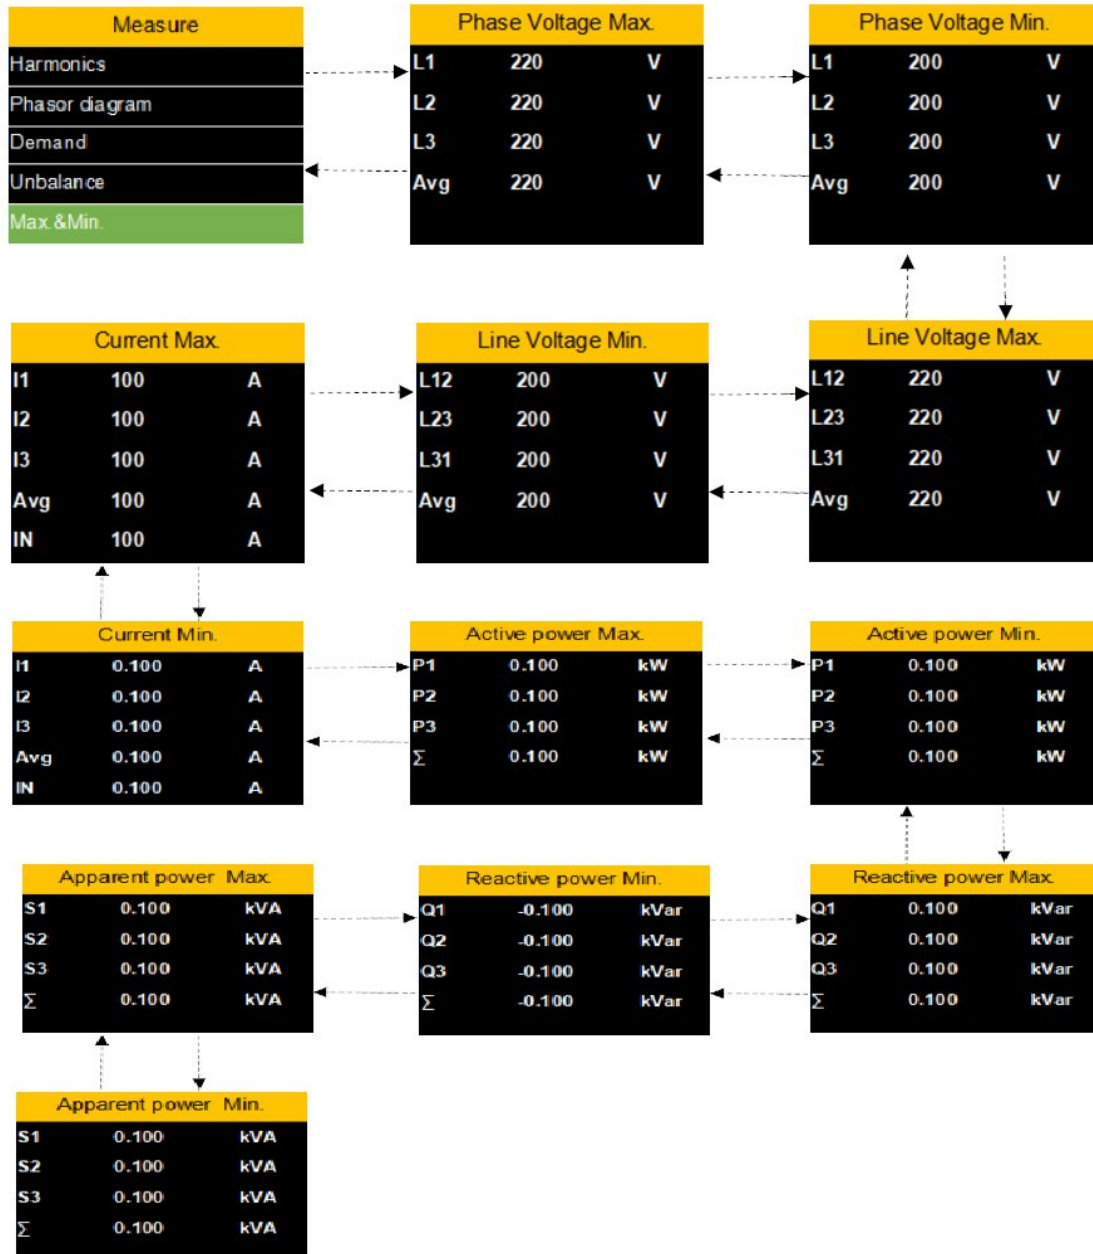 Measure
Harmonics
Phasor diagram
Demand
Unbalance
Max.&Min.
Phase Voltage Max.
L1 220 V
L2 220 V
L3 220 V
Avg 220 V
Phase Voltage Min.
L1 200 V
L2 200 V
L3 200 V
Avg 200 V
Current Max.
I1 100 A
I2 100 A
I3 100 A
Avg 100 A
IN 100 A
Line Voltage Min.
L12 200 V
L23 200 V
L31 200 V
Avg 200 V
Line Voltage Max.
L12 220 V
L23 220 V
L31 220 V
Avg 220 V
Current Min.
I1 0.100 A
I2 0.100 A
I3 0.100 A
Avg 0.100 A
IN 0.100 A
Active power Max.
P1 0.100 kW
P2 0.100 kW
P3 0.100 kW
Σ 0.100 kW
Active power Min.
P1 0.100 kW
P2 0.100 kW
P3 0.100 kW
Σ 0.100 kW
Apparent power Max.
S1 0.100 kVA
S2 0.100 kVA
S3 0.100 kVA
Σ 0.100 kVA
Reactive power Min.
Q1 -0.100 kVar
Q2 -0.100 kVar
Q3 -0.100 kVar
Σ -0.100 kVar
Reactive power Max.
Q1 0.100 kVar
Q2 0.100 kVar
Q3 0.100 kVar
Σ 0.100 kVar
Apparent power Min.
S1 0.100 kVA
S2 0.100 kVA
S3 0.100 kVA
Σ 0.100 kVA